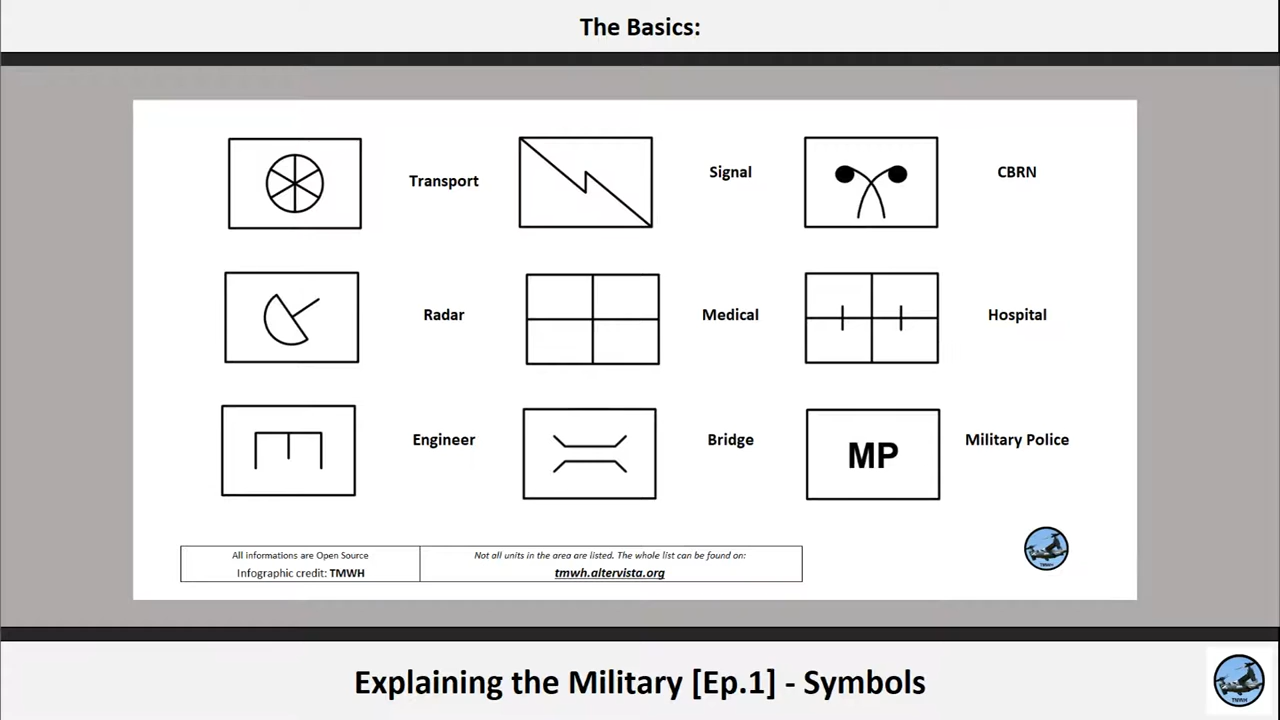 The Basics:
Transport
Signal
CBRN
Radar
Medical
Hospital
Engineer
Bridge
MP
Military Police
All informations are Open Source
Infographic credit: TMWH
Not all units in the area are listed. The whole list can be found on:
tmwh.altervista.org
TMWH
Explaining the Military [Ep.1] - Symbols
TMWH